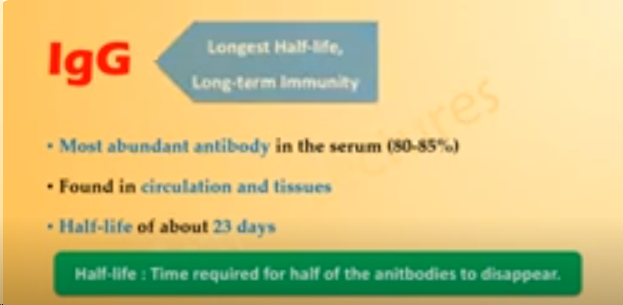 IgG
Longest Half-life,
Long-term Immunity
• Most abundant antibody in the serum (80-85%)
• Found in circulation and tissues
• Half-life of about 23 days
Half-life : Time required for half of the anitbodies to disappear.